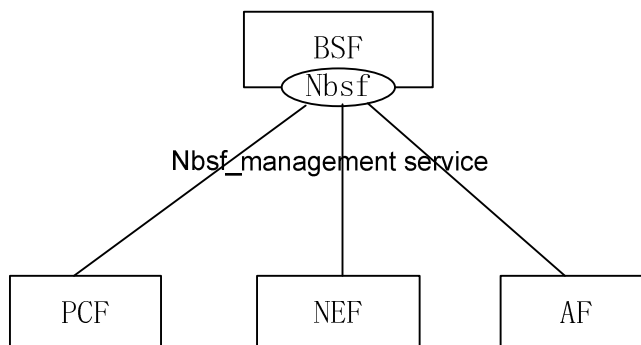 BSF
Nbsf
Nbsf_management service
PCF
NEF
AF